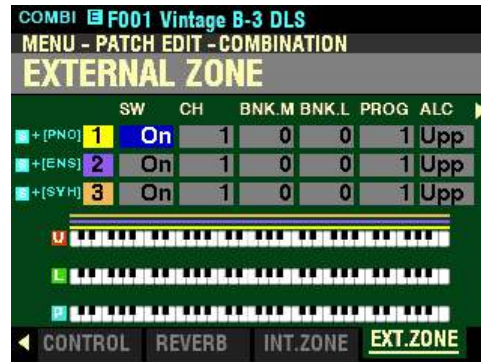 COMBI E F001 Vintage B-3 DLS
MENU - PATCH EDIT - COMBINATION
EXTERNAL ZONE
SW CH BNK.M BNK.L PROG ALC
S + [PNO] 1 On 1 0 0 1 Upp
S + [ENS] 2 On 1 0 0 1 Upp
S + [SYH] 3 On 1 0 0 1 Upp
U
L
P
CONTROL REVERB INT.ZONE EXT.ZONE